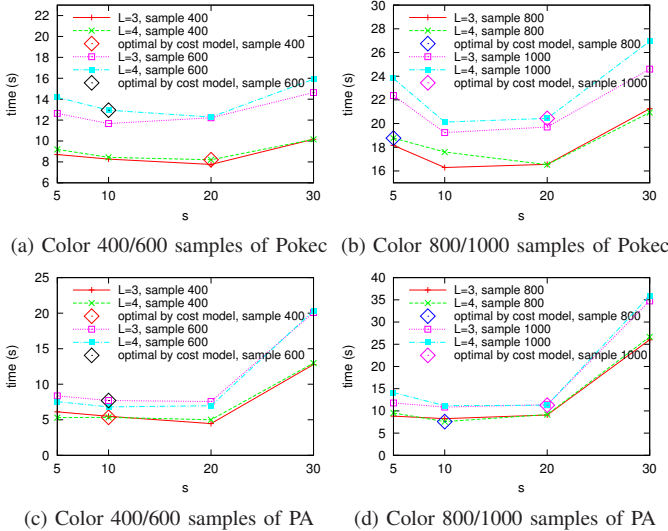 L=3, sample 400
L=4, sample 400
optimal by cost model, sample 400
L=3, sample 600
L=4, sample 600
optimal by cost model, sample 600
time (s)
6
8
10
12
14
16
18
20
22
5
10
20
30
s
(a) Color 400/600 samples of Pokec
L=3, sample 800
L=4, sample 800
optimal by cost model, sample 800
L=3, sample 1000
L=4, sample 1000
optimal by cost model, sample 1000
time (s)
16
18
20
22
24
26
28
30
5
10
20
30
s
(b) Color 800/1000 samples of Pokec
L=3, sample 400
L=4, sample 400
optimal by cost model, sample 400
L=3, sample 600
L=4, sample 600
optimal by cost model, sample 600
time (s)
0
5
10
15
20
25
5
10
20
30
s
(c) Color 400/600 samples of PA
L=3, sample 800
L=4, sample 800
optimal by cost model, sample 800
L=3, sample 1000
L=4, sample 1000
optimal by cost model, sample 1000
time (s)
0
5
10
15
20
25
30
35
40
5
10
20
30
s
(d) Color 800/1000 samples of PA